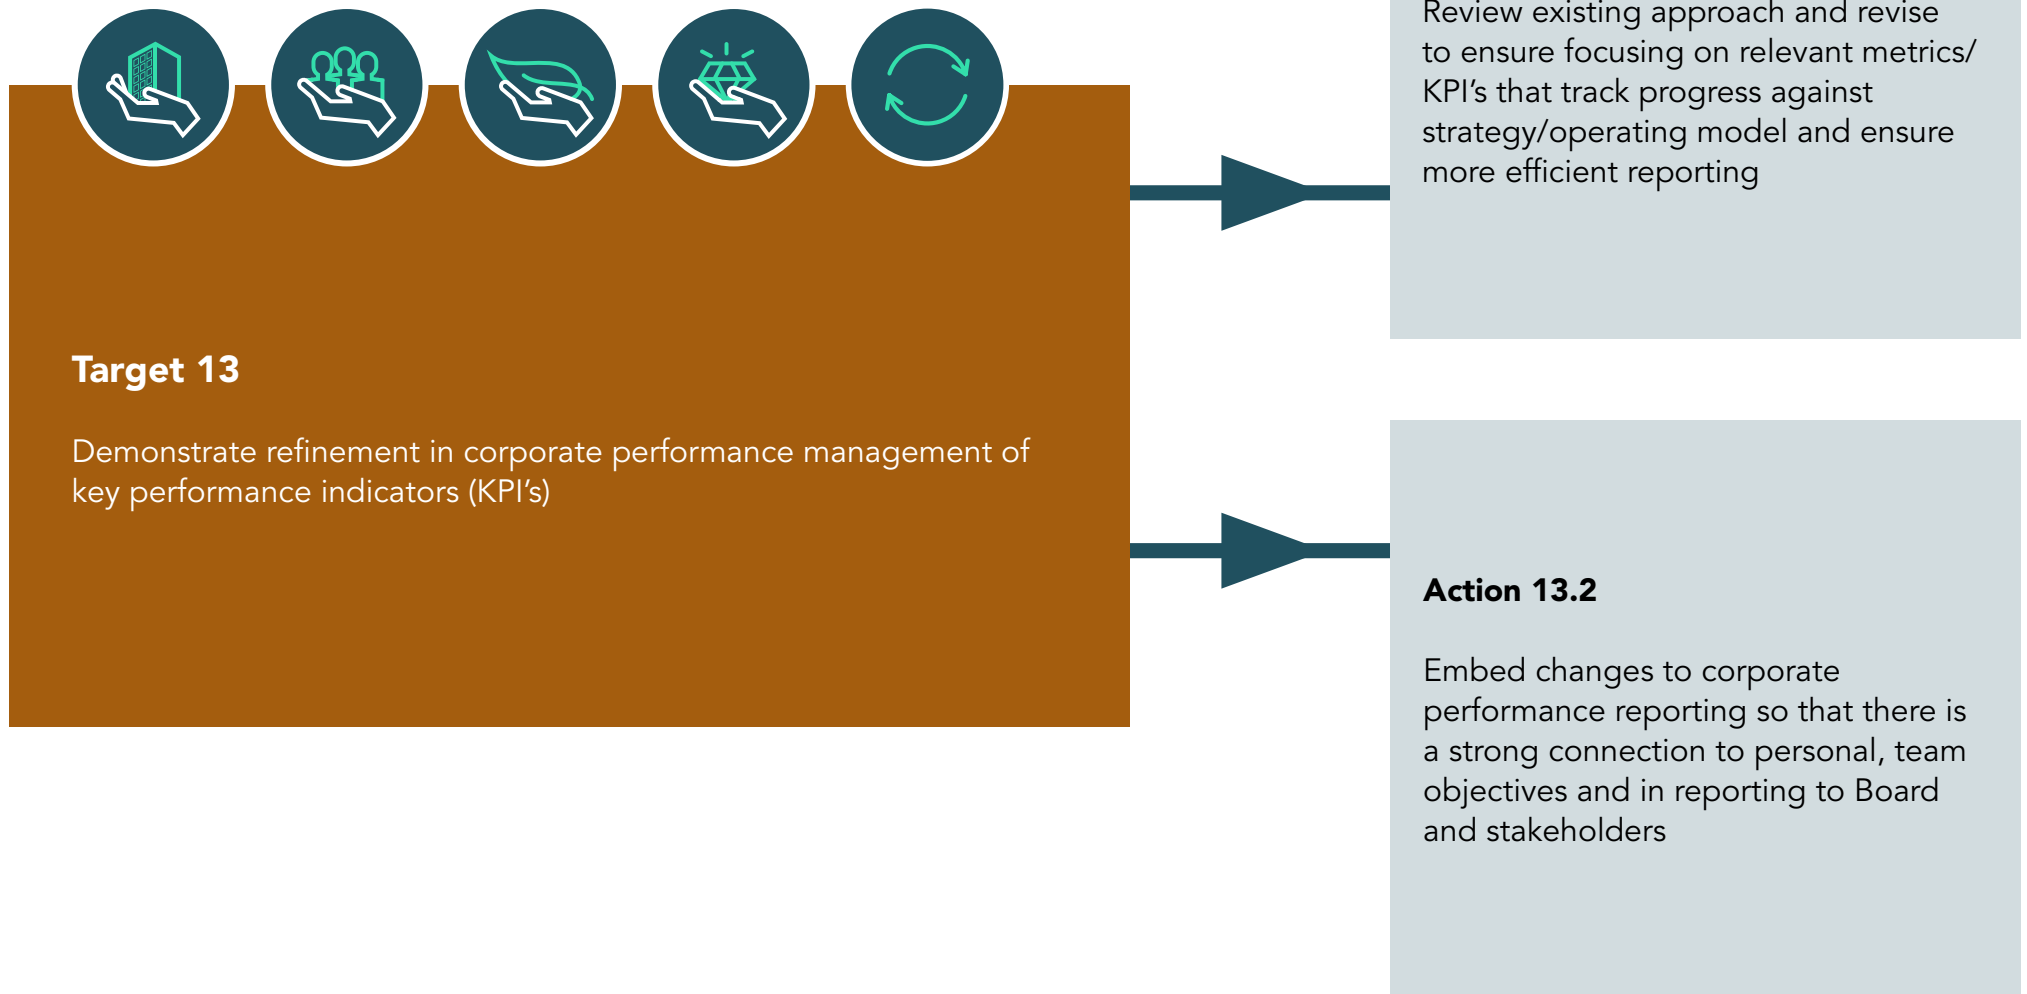 Target 13
Demonstrate refinement in corporate performance management of
key performance indicators (KPI’s)
Review existing approach and revise
to ensure focusing on relevant metrics/
KPI’s that track progress against
strategy/operating model and ensure
more efficient reporting
Action 13.2
Embed changes to corporate
performance reporting so that there is
a strong connection to personal, team
objectives and in reporting to Board
and stakeholders